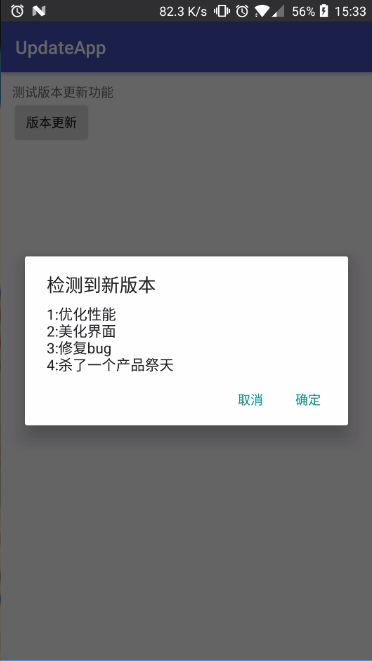 82.3 K/s 56% 15:33
UpdateApp
测试版本更新功能
版本更新
检测到新版本
1:优化性能
2:美化界面
3:修复bug
4:杀了一个产品祭天
取消 确定